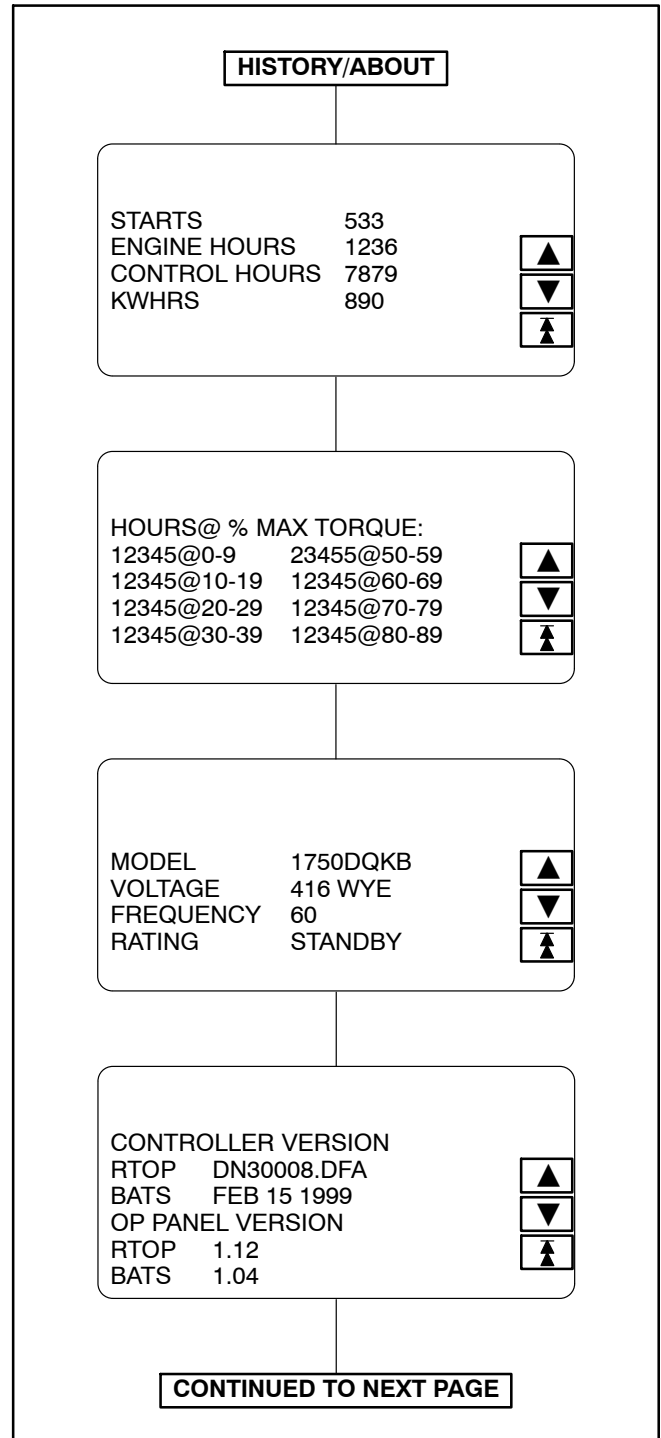 HISTORY/ABOUT
STARTS 533
ENGINE HOURS 1236
CONTROL HOURS 7879
KWHRS 890
HOURS@ % MAX TORQUE:
12345@0-9 23455@50-59
12345@10-19 12345@60-69
12345@20-29 12345@70-79
12345@30-39 12345@80-89
MODEL 1750DQKB
VOLTAGE 416 WYE
FREQUENCY 60
RATING STANDBY
CONTROLLER VERSION
RTOP DN30008.DFA
BATS FEB 15 1999
OP PANEL VERSION
RTOP 1.12
BATS 1.04
CONTINUED TO NEXT PAGE